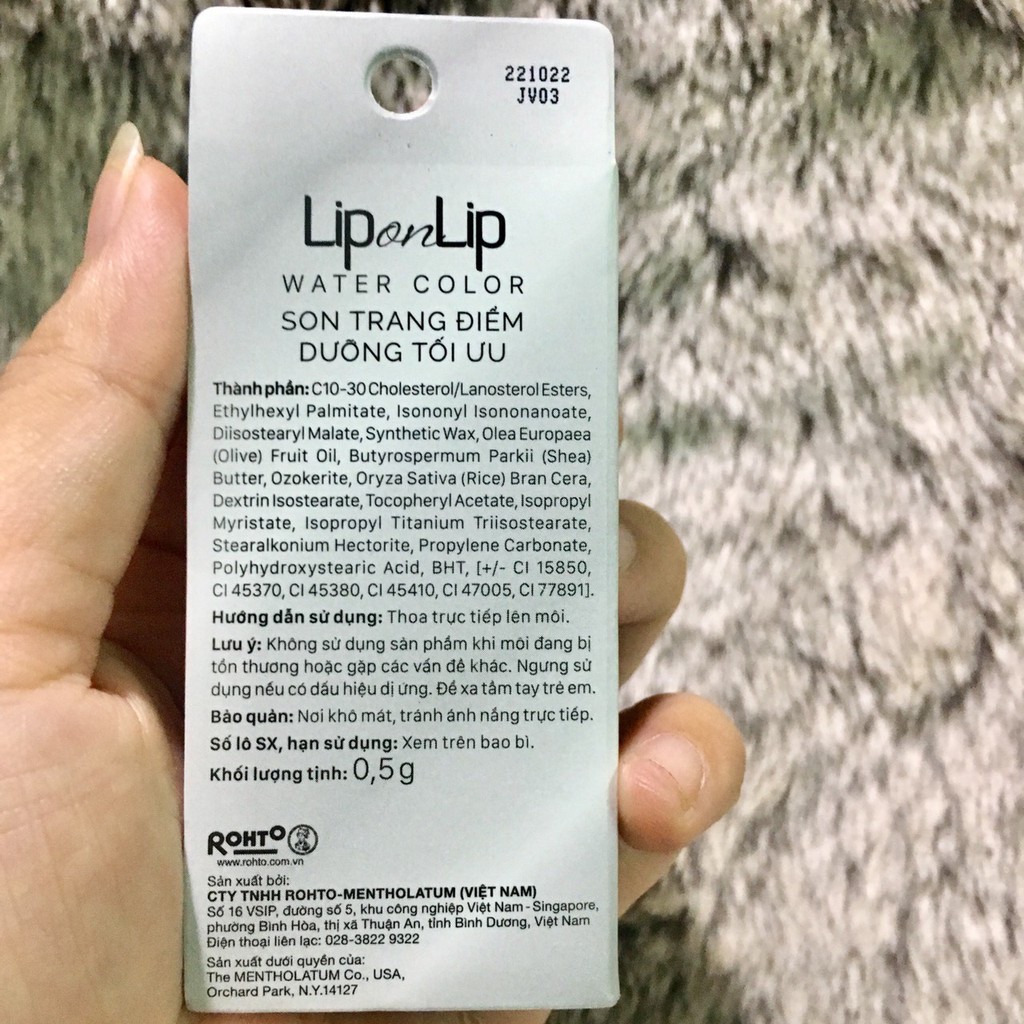 221022
JV03
LiponLip
WATER COLOR
SON TRANG ĐIỂM
DƯỠNG TỐI ƯU
Thành phần: C10-30 Cholesterol/Lanosterol Esters,
Ethylhexyl Palmitate, Isononyl Isononanoate,
Diisostearyl Malate, Synthetic Wax, Olea Europaea
(Olive) Fruit Oil, Butyrospermum Parkii (Shea)
Butter, Ozokerite, Oryza Sativa (Rice) Bran Cera,
Dextrin Isostearate, Tocopheryl Acetate, Isopropyl
Myristate, Isopropyl Titanium Triisostearate,
Stearalkonium Hectorite, Propylene Carbonate,
Polyhydroxystearic Acid, BHT, [+/- CI 15850,
CI 45370, CI 45380, CI 45410, CI 47005, CI 77891].
Hướng dẫn sử dụng: Thoa trực tiếp lên môi.
Lưu ý: Không sử dụng sản phẩm khi môi đang bị
tổn thương hoặc gặp các vấn đề khác. Ngưng sử
dụng nếu có dấu hiệu dị ứng. Để xa tầm tay trẻ em.
Bảo quản: Nơi khô mát, tránh ánh nắng trực tiếp.
Số lô SX, hạn sử dụng: Xem trên bao bì.
Khối lượng tịnh: 0,5g
ROHTO
www.rohto.com.vn
Sản xuất bởi:
CTY TNHH ROHTO-MENTHOLATUM (VIỆT NAM)
Số 16 VSIP, đường số 5, khu công nghiệp Việt Nam - Singapore,
phường Bình Hòa, thị xã Thuận An, tỉnh Bình Dương, Việt Nam
Điện thoại liên lạc: 028-3822 9322
Sản xuất dưới quyền của:
The MENTHOLATUM Co., USA,
Orchard Park, N.Y.14127